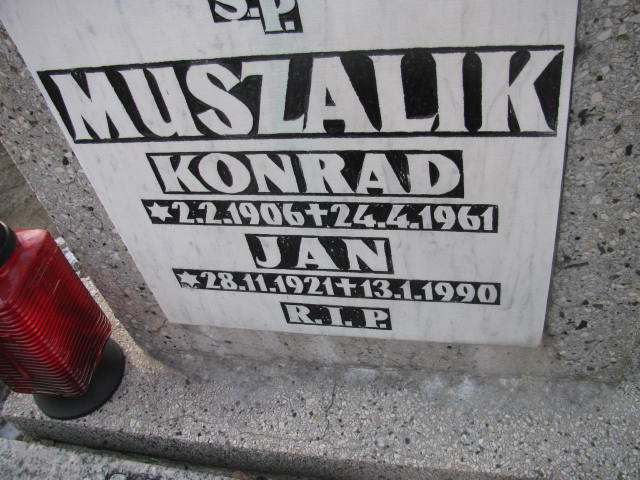 Ś.P.
MUSZALIK
KONRAD
★2.2.1906✝24.4.1961
JAN
★28.11.1921✝13.1.1990
R.I.P.